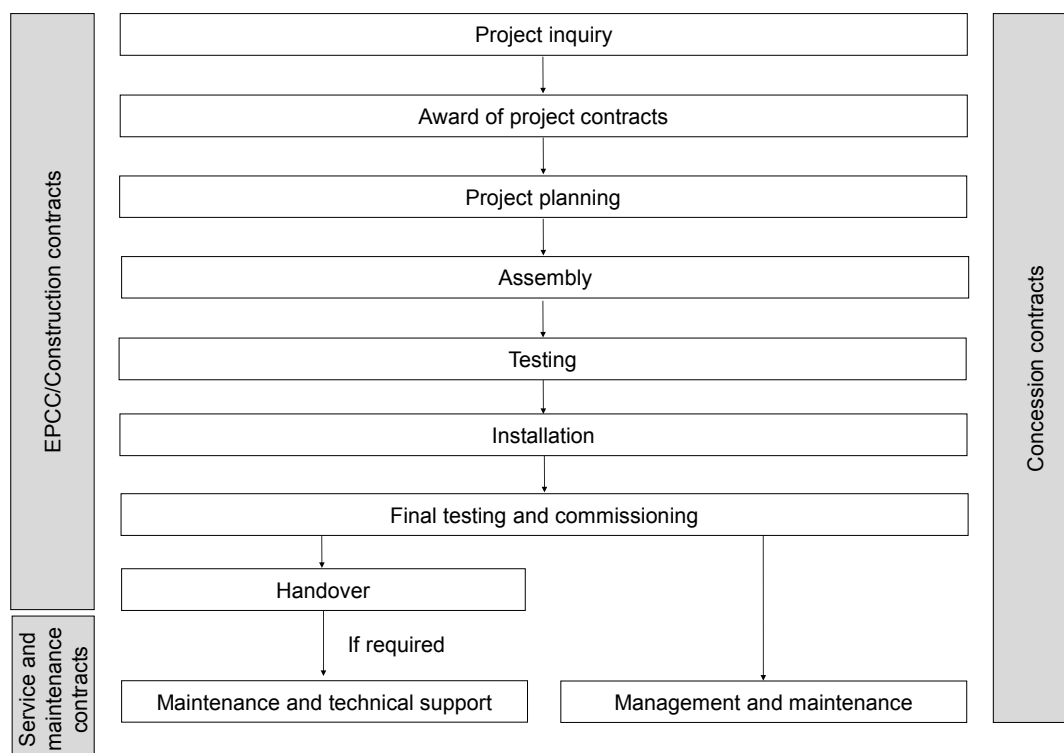 Project inquiry
Award of project contracts
Project planning
Assembly
Testing
Installation
Final testing and commissioning
Handover
If required
Maintenance and technical support
Management and maintenance
EPCC/Construction contracts
Service and
maintenance
contracts
Concession contracts